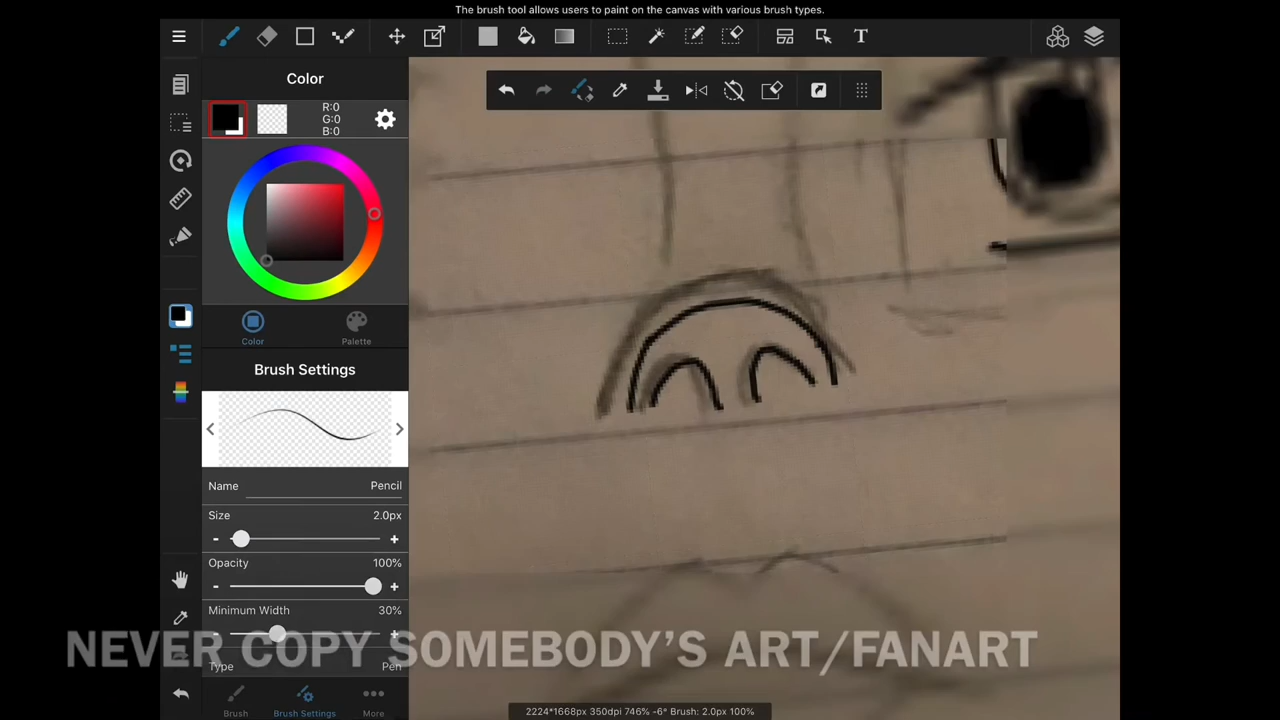 The brush tool allows users to paint on the canvas with various brush types.
T
Color
R:0
G:0
B:0
Color
Palette
Brush Settings
Name Pencil
Size 2.0px
- +
Opacity 100%
- +
Minimum Width 30%
- +
NEVER COPY SOMEBODY'S ART/FANART
Type Pen
Brush
Brush Settings
More
2224*1668px 350dpi 746% -6° Brush: 2.0px 100%